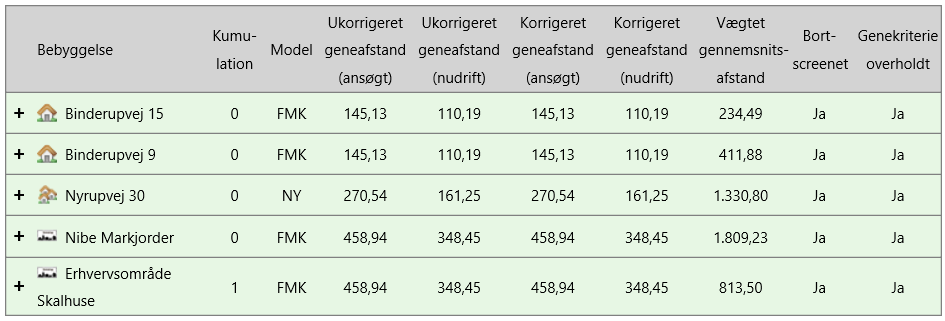 Bebyggelse Kumu-lation Model Ukorrigeret geneafstand (ansøgt) Ukorrigeret geneafstand (nudrift) Korrigeret geneafstand (ansøgt) Korrigeret geneafstand (nudrift) Vægtet gennemsnits-afstand Bort-screenet Genekriterie overholdt
+ Binderupvej 15 0 FMK 145,13 110,19 145,13 110,19 234,49 Ja Ja
+ Binderupvej 9 0 FMK 145,13 110,19 145,13 110,19 411,88 Ja Ja
+ Nyrupvej 30 0 NY 270,54 161,25 270,54 161,25 1.330,80 Ja Ja
+ Nibe Markjorder 0 FMK 458,94 348,45 458,94 348,45 1.809,23 Ja Ja
+ Erhvervsområde Skalhuse 1 FMK 458,94 348,45 458,94 348,45 813,50 Ja Ja